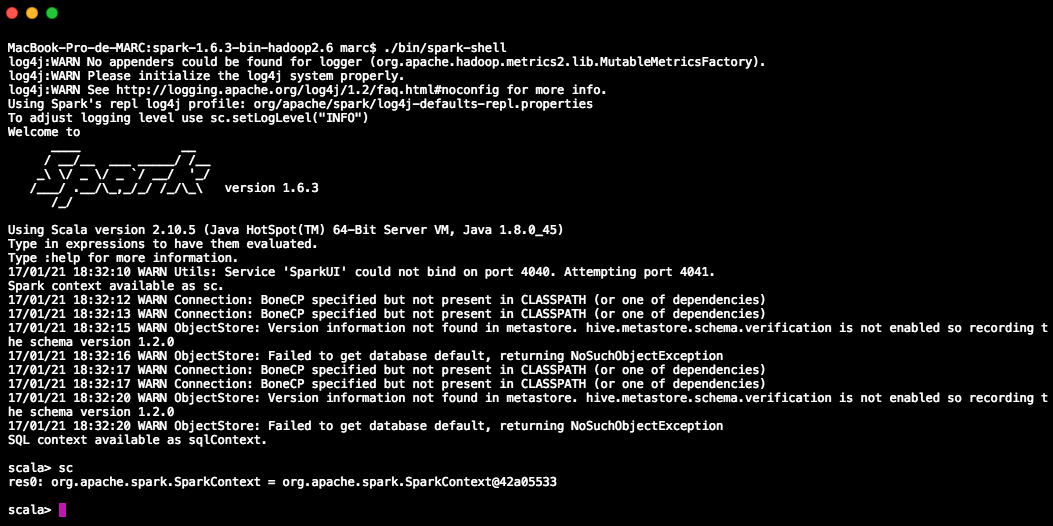 MacBook-Pro-de-MARC:spark-1.6.3-bin-hadoop2.6 marc$ ./bin/spark-shell
log4j:WARN No appenders could be found for logger (org.apache.hadoop.metrics2.lib.MutableMetricsFactory).
log4j:WARN Please initialize the log4j system properly.
log4j:WARN See http://logging.apache.org/log4j/1.2/faq.html#noconfig for more info.
Using Spark's repl log4j profile: org/apache/spark/log4j-defaults-repl.properties
To adjust logging level use sc.setLogLevel("INFO")
Welcome to
      ____              __
     / __/__  ___ _____/ /__
    _\ \/ _ \/ _ `/ __/  '_/
   /___/ .__/\_,_/_/ /_/\_\   version 1.6.3
      /_/
Using Scala version 2.10.5 (Java HotSpot(TM) 64-Bit Server VM, Java 1.8.0_45)
Type in expressions to have them evaluated.
Type :help for more information.
17/01/21 18:32:10 WARN Utils: Service 'SparkUI' could not bind on port 4040. Attempting port 4041.
Spark context available as sc.
17/01/21 18:32:12 WARN Connection: BoneCP specified but not present in CLASSPATH (or one of dependencies)
17/01/21 18:32:13 WARN Connection: BoneCP specified but not present in CLASSPATH (or one of dependencies)
17/01/21 18:32:15 WARN ObjectStore: Version information not found in metastore. hive.metastore.schema.verification is not enabled so recording t
he schema version 1.2.0
17/01/21 18:32:16 WARN ObjectStore: Failed to get database default, returning NoSuchObjectException
17/01/21 18:32:17 WARN Connection: BoneCP specified but not present in CLASSPATH (or one of dependencies)
17/01/21 18:32:17 WARN Connection: BoneCP specified but not present in CLASSPATH (or one of dependencies)
17/01/21 18:32:20 WARN ObjectStore: Version information not found in metastore. hive.metastore.schema.verification is not enabled so recording t
he schema version 1.2.0
17/01/21 18:32:20 WARN ObjectStore: Failed to get database default, returning NoSuchObjectException
SQL context available as sqlContext.
scala> sc
res0: org.apache.spark.SparkContext = org.apache.spark.SparkContext@42a05533
scala>